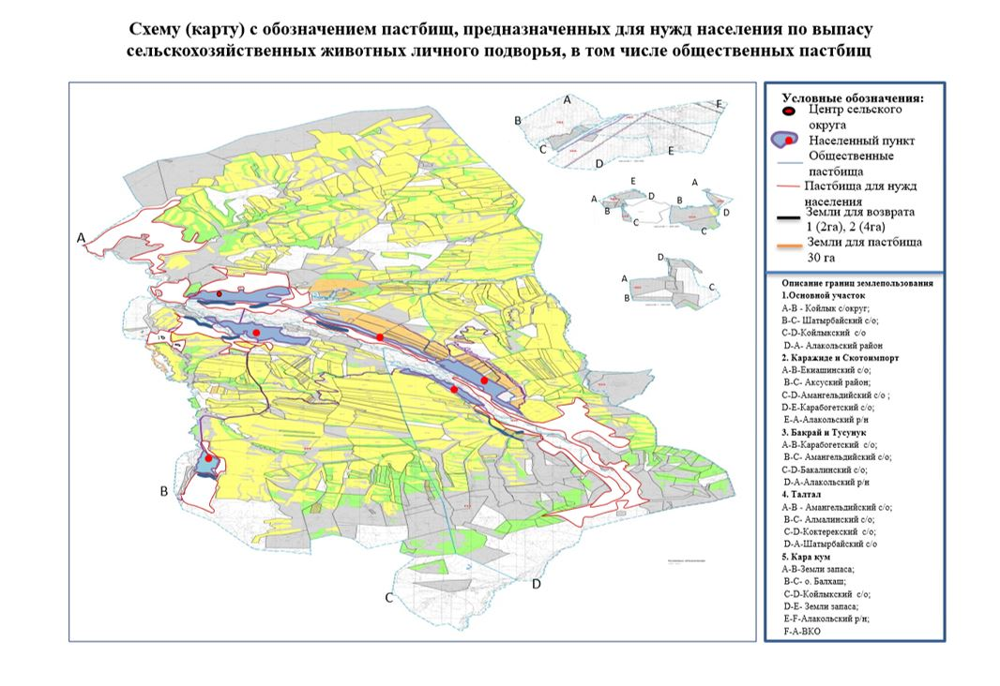 Схему (карту) с обозначением пастбищ, предназначенных для нужд населения по выпасу
сельскохозяйственных животных личного подворья, в том числе общественных пастбищ
A
B
C
D
A
B
C
D
E
F
A
B
C
D
E
A
B
C
D
A
B
C
D
Условные обозначения:
Центр сельского
округа
Населенный пункт
Общественные
пастбища
Пастбища для нужд
населения
Земли для возврата
1 (2га), 2 (4га)
Земли для пастбища
30 га
Описание границ землепользования
1.Основной участок
А-В - Койлык с/округ;
В-С- Шатырбайский с/о;
С-D-Койлыкский с/о
D-А- Алакольский район
2. Каражиде и Скотоимпорт
А-В-Екиашинский с/о;
В-С- Аксуский район;
С-D-Амангельдийский с/о ;
D-Е-Карабогетский с/о;
Е-А-Алакольский р/н
3. Бакрай и Тусунук
А-В-Карабогетский с/о;
В-С- Амангельдийский с/о;
С-D-Бакалинский с/о;
D-А-Алакольский р/н
4. Талтал
А-В - Амангельдийский с/о;
В-С- Алмалинский с/о;
С-D-Коктерекский с/о;
D-А-Шатырбайский с/о
5. Кара кум
А-В-Земли запаса;
В-С- о. Балхаш;
С-D-Койлыкский с/о;
D-Е- Земли запаса;
Е-F-Алакольский р/н;
F-А-ВКО